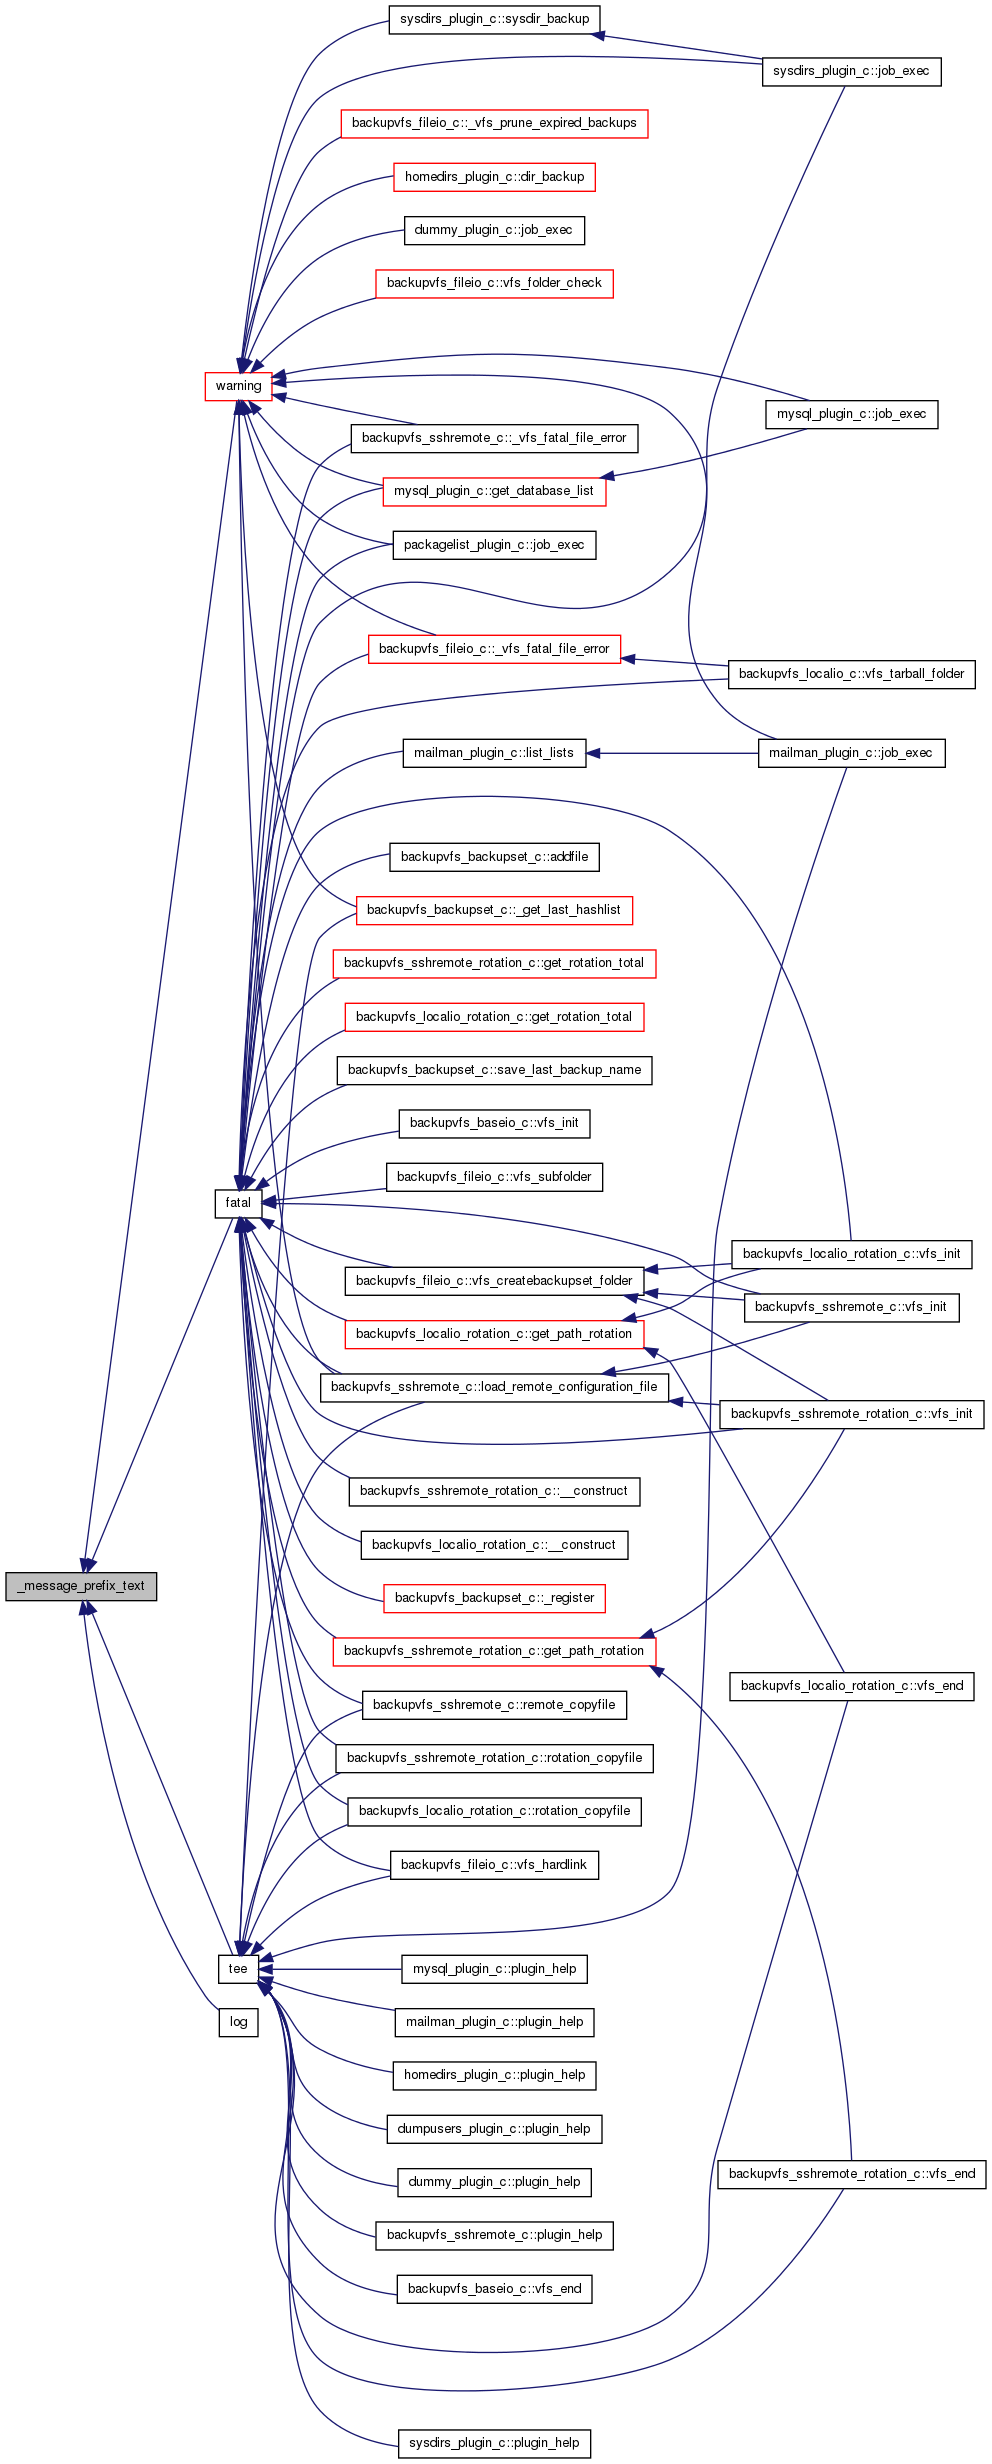 sysdirs_plugin_c::sysdir_backup
sysdirs_plugin_c::job_exec
backupvfs_fileio_c::_vfs_prune_expired_backups
homedirs_plugin_c::dir_backup
dummy_plugin_c::job_exec
backupvfs_fileio_c::vfs_folder_check
warning
mysql_plugin_c::job_exec
backupvfs_sshremote_c::_vfs_fatal_file_error
mysql_plugin_c::get_database_list
packagelist_plugin_c::job_exec
backupvfs_fileio_c::_vfs_fatal_file_error
backupvfs_localio_c::vfs_tarball_folder
mailman_plugin_c::list_lists
mailman_plugin_c::job_exec
backupvfs_backupset_c::addfile
backupvfs_backupset_c::_get_last_hashlist
backupvfs_sshremote_rotation_c::get_rotation_total
backupvfs_localio_rotation_c::get_rotation_total
backupvfs_backupset_c::save_last_backup_name
backupvfs_baseio_c::vfs_init
backupvfs_fileio_c::vfs_subfolder
fatal
backupvfs_localio_rotation_c::vfs_init
backupvfs_fileio_c::vfs_createbackupset_folder
backupvfs_sshremote_c::vfs_init
backupvfs_localio_rotation_c::get_path_rotation
backupvfs_sshremote_c::load_remote_configuration_file
backupvfs_sshremote_rotation_c::vfs_init
backupvfs_sshremote_rotation_c::__construct
backupvfs_localio_rotation_c::__construct
_message_prefix_text
backupvfs_backupset_c::_register
backupvfs_sshremote_rotation_c::get_path_rotation
backupvfs_localio_rotation_c::vfs_end
backupvfs_sshremote_c::remote_copyfile
backupvfs_sshremote_rotation_c::rotation_copyfile
backupvfs_localio_rotation_c::rotation_copyfile
backupvfs_fileio_c::vfs_hardlink
tee
mysql_plugin_c::plugin_help
log
mailman_plugin_c::plugin_help
homedirs_plugin_c::plugin_help
dumpusers_plugin_c::plugin_help
dummy_plugin_c::plugin_help
backupvfs_sshremote_rotation_c::vfs_end
backupvfs_sshremote_c::plugin_help
backupvfs_baseio_c::vfs_end
sysdirs_plugin_c::plugin_help